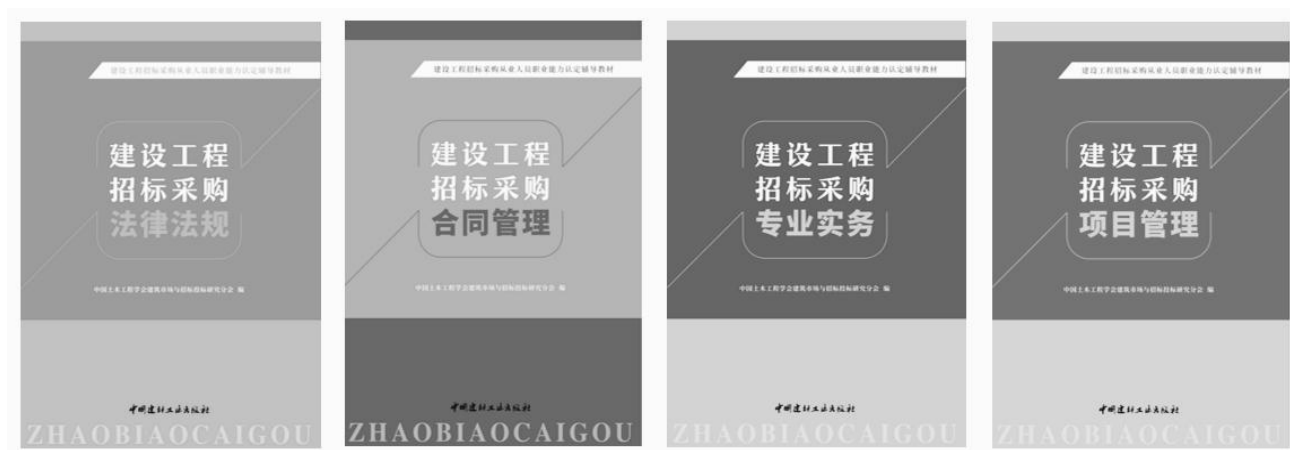 建设工程招标采购从业人员职业能力认定辅导教材
建设工程
招标采购
法律法规
中国土木工程学会建筑市场与招标投标研究分会 编
中国建材工业出版社
ZHAOBIAOCAIGOU
建设工程招标采购从业人员职业能力认定辅导教材
建设工程
招标采购
合同管理
中国土木工程学会建筑市场与招标投标研究分会 编
中国建材工业出版社
ZHAOBIAOCAIGOU
建设工程招标采购从业人员职业能力认定辅导教材
建设工程
招标采购
专业实务
中国土木工程学会建筑市场与招标投标研究分会 编
中国建材工业出版社
ZHAOBIAOCAIGOU
建设工程招标采购从业人员职业能力认定辅导教材
建设工程
招标采购
项目管理
中国土木工程学会建筑市场与招标投标研究分会 编
中国建材工业出版社
ZHAOBIAOCAIGOU